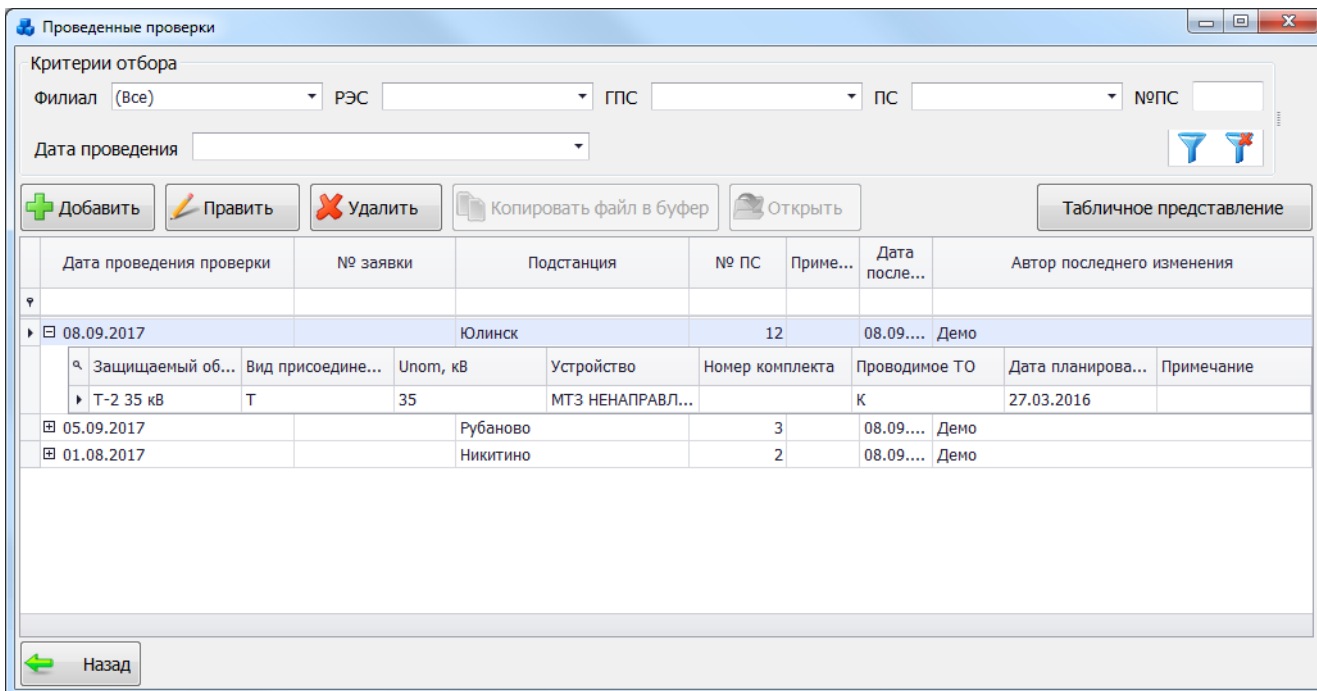 Проведенные проверки
Критерии отбора
Филиал (Все) РЭС ГПС ПС №ПС
Дата проведения
Добавить Править Удалить Копировать файл в буфер Открыть Табличное представление
Дата проведения проверки № заявки Подстанция № ПС Приме... Дата после... Автор последнего изменения
08.09.2017 Юлинск 12 08.09.... Демо
Защищаемый об... Вид присоедине... Unom, кВ Устройство Номер комплекта Проводимое ТО Дата планирова... Примечание
Т-2 35 кВ Т 35 МТЗ НЕНАПРАВЛ... К 27.03.2016
05.09.2017 Рубаново 3 08.09.... Демо
01.08.2017 Никитино 2 08.09.... Демо
Назад